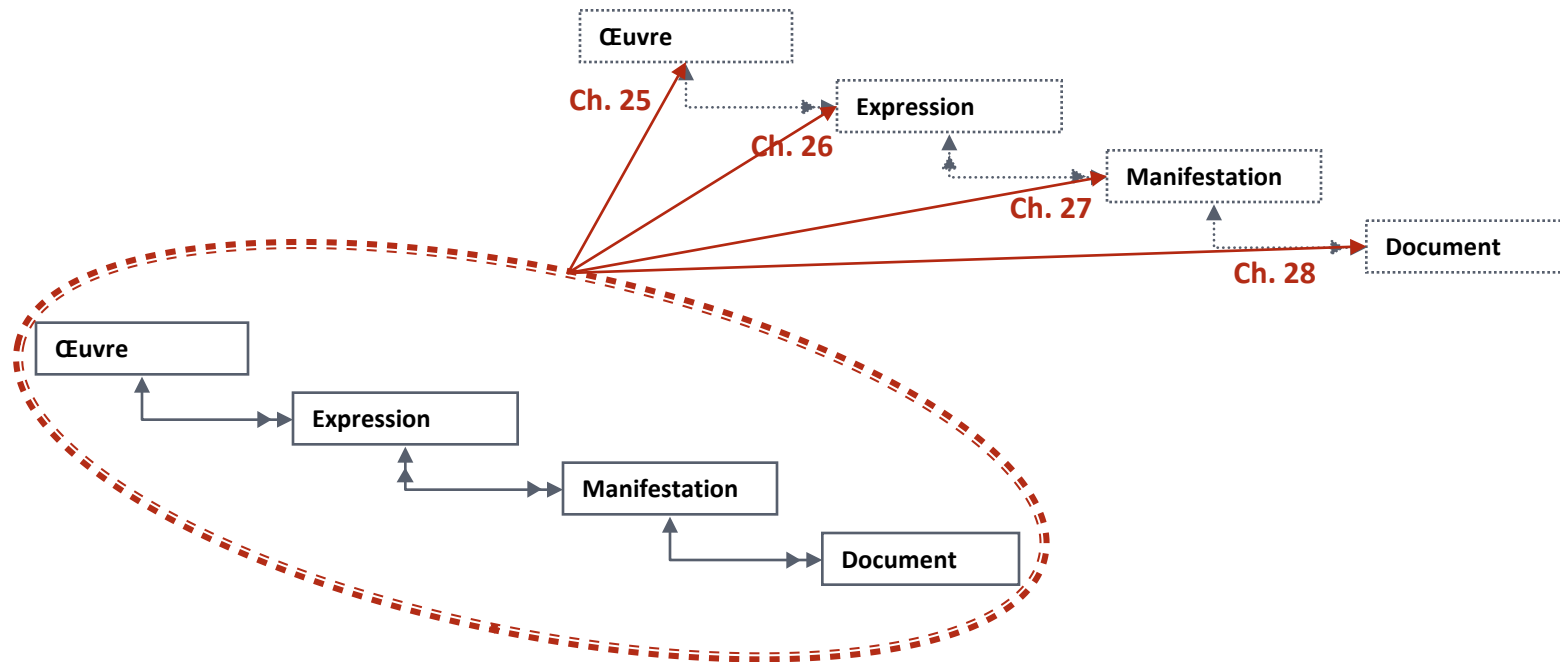 Œuvre
Ch. 25
Expression
Ch. 26
Manifestation
Ch. 27
Document
Ch. 28
Œuvre
Expression
Manifestation
Document